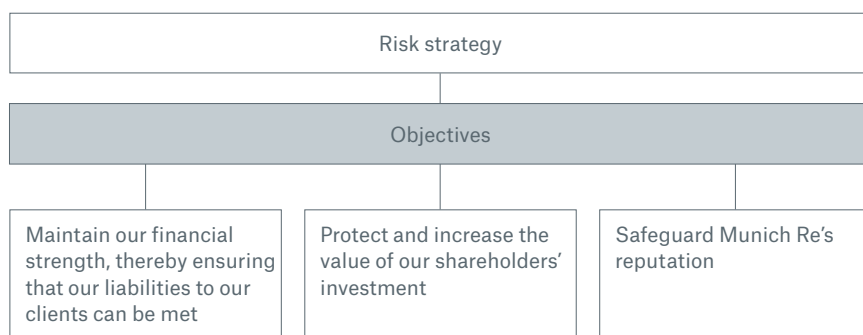 Risk strategy
Objectives
Maintain our financial
strength, thereby ensuring
that our liabilities to our
clients can be met
Protect and increase the
value of our shareholders’
investment
Safeguard Munich Re’s
reputation